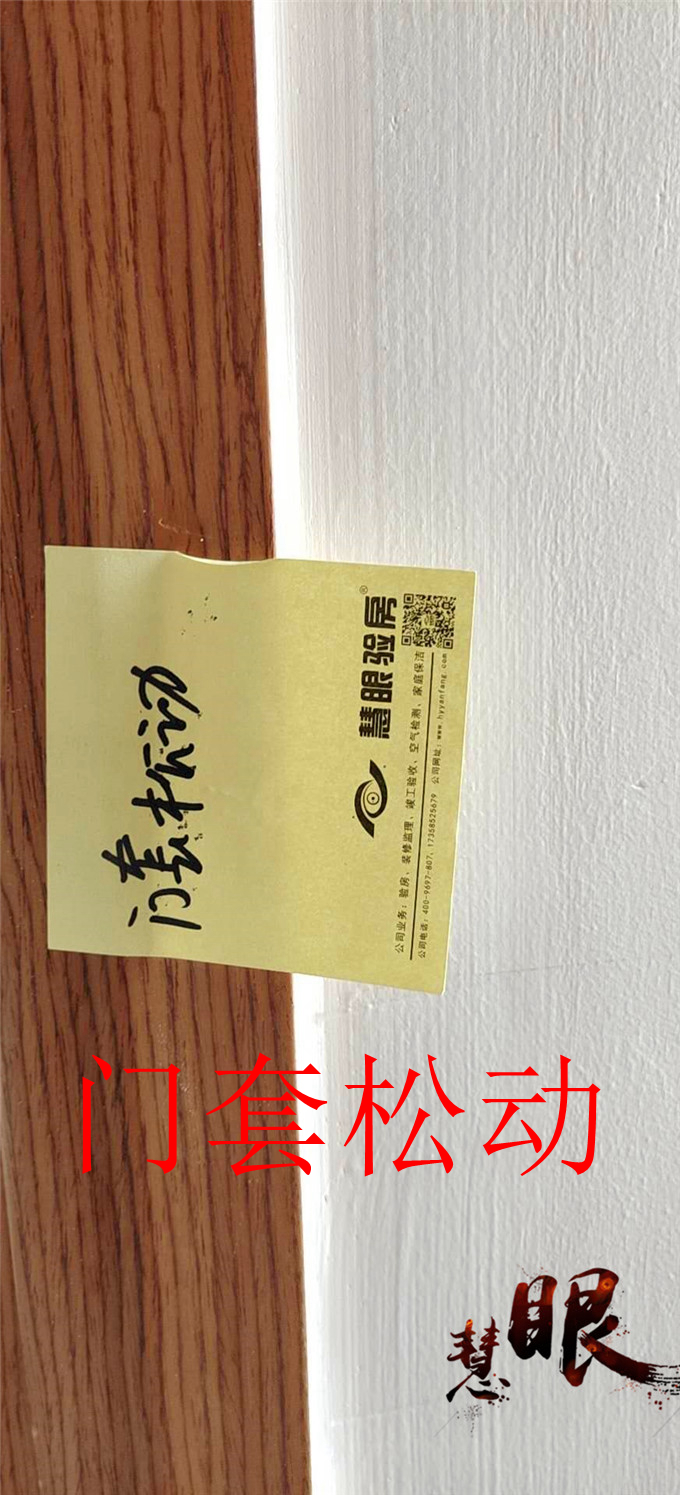 门套松动
慧眼验房®
公司业务：验房、装修监理、竣工验收、空气检测、家庭保洁
公司电话：400-9697-807、17358525679 公司网址：www.hyyanfang.com
门套松动
慧眼